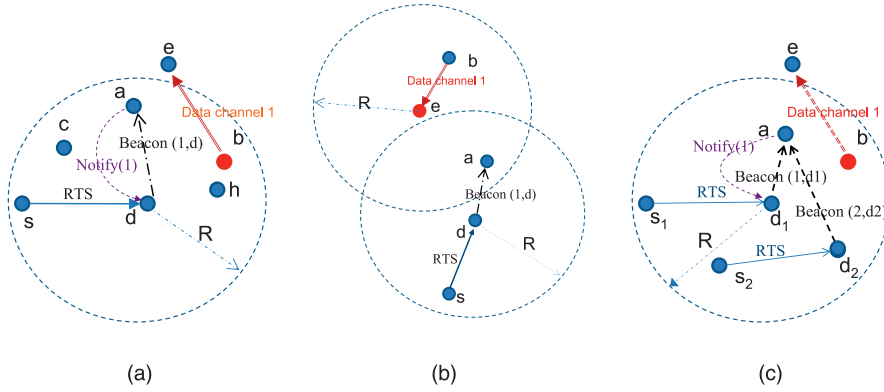 e
a
Data channel 1
b
c
Beacon (1,d)
Notify(1)
h
RTS
s
d
R
(a)
b
Data channel 1
R
e
a
Beacon (1,d)
d
R
RTS
s
(b)
e
Data channel 1
a
b
Notify(1)
Beacon (1,d1)
RTS
s1
d1
Beacon (2,d2)
R
RTS
s2
d2
(c)